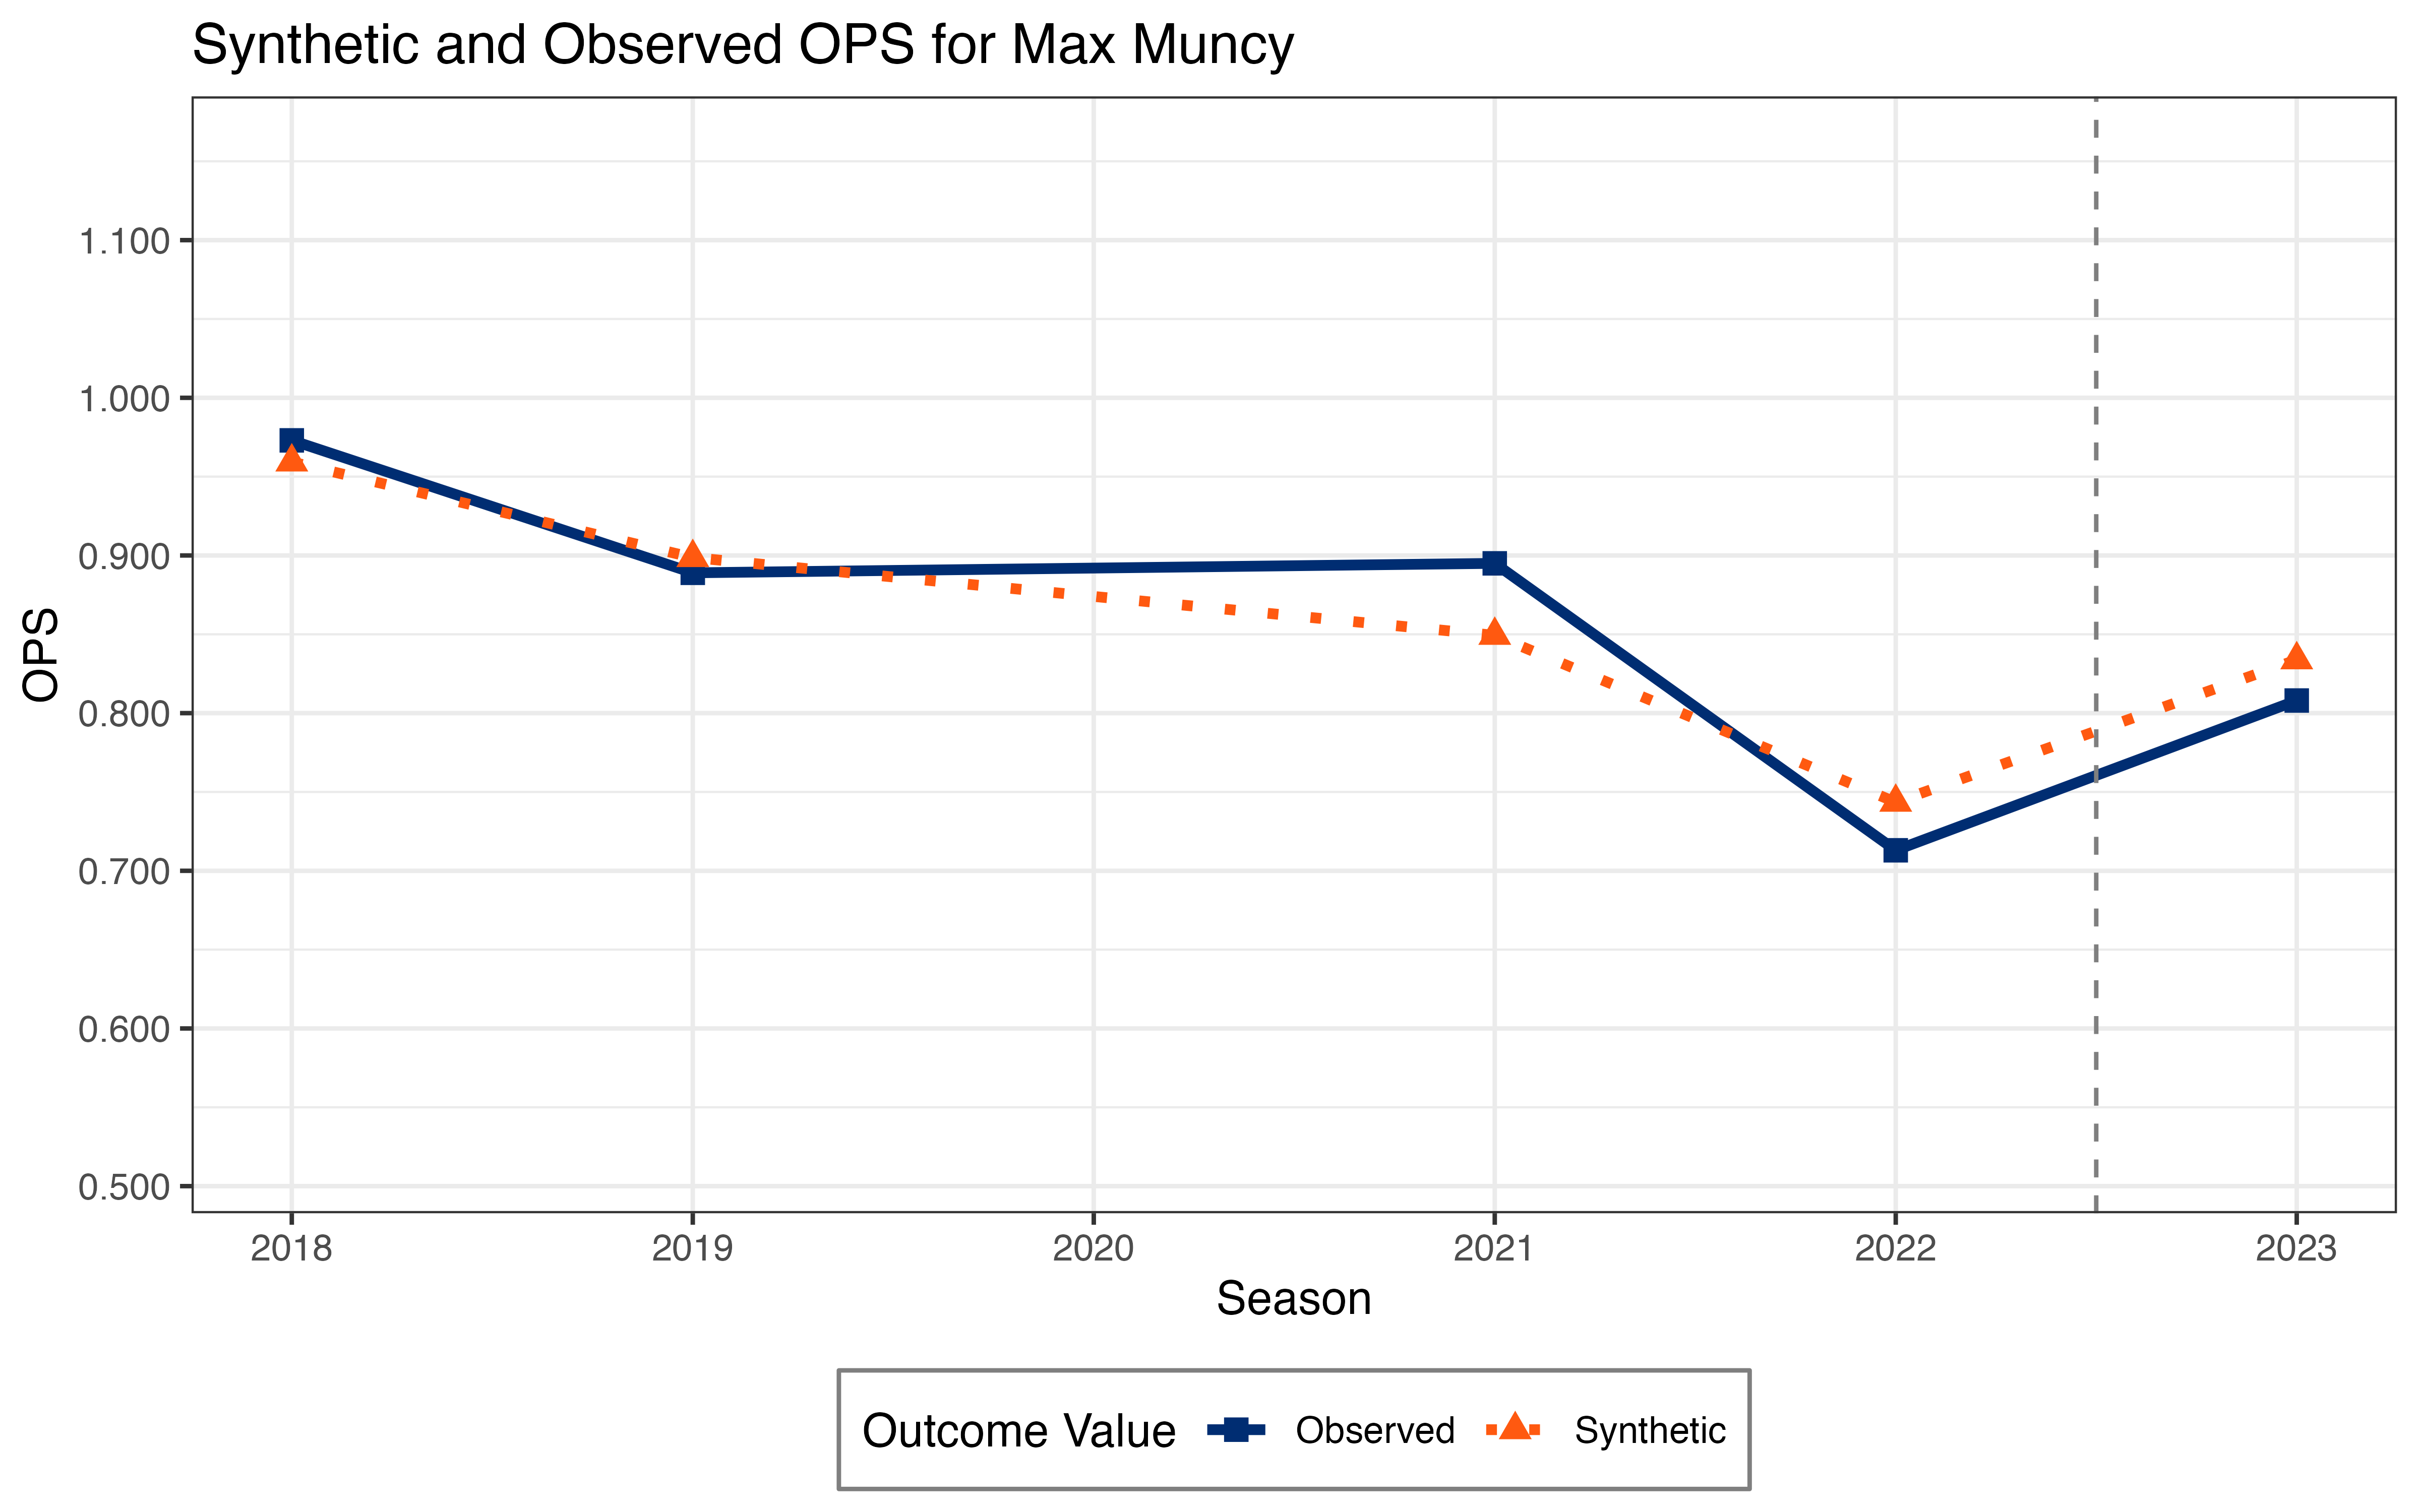 Synthetic and Observed OPS for Max Muncy
1.100
1.000
0.900
0.800
0.700
0.600
0.500
OPS
2018 2019 2020 2021 2022 2023
Season
Outcome Value Observed Synthetic